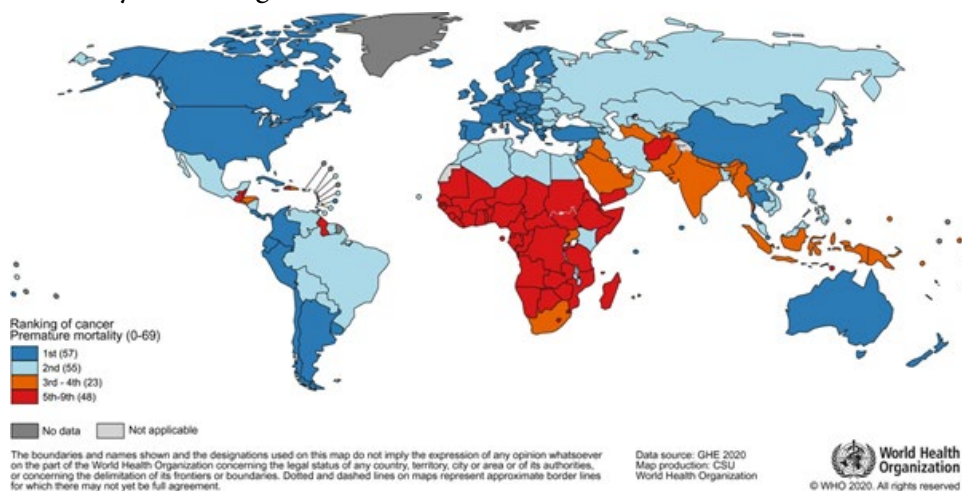 Ranking of cancer
Premature mortality (0-69)
1st (57)
2nd (55)
3rd - 4th (23)
5th-9th (48)
No data
Not applicable
The boundaries and names shown and the designations used on this map do not imply the expression of any opinion whatsoever
on the part of the World Health Organization concerning the legal status of any country, territory, city or area or of its authorities,
or concerning the delimitation of its frontiers or boundaries. Dotted and dashed lines on maps represent approximate border lines
for which there may not yet be full agreement.
Data source: GHE 2020
Map production: CSU
World Health Organization
World Health
Organization
© WHO 2020. All rights reserved